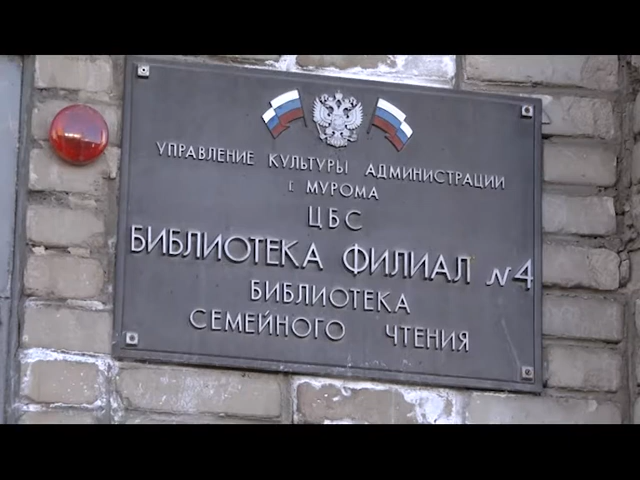 УПРАВЛЕНИЕ КУЛЬТУРЫ АДМИНИСТРАЦИИ
г. МУРОМА
ЦБС
БИБЛИОТЕКА ФИЛИАЛ №4
БИБЛИОТЕКА
СЕМЕЙНОГО ЧТЕНИЯ